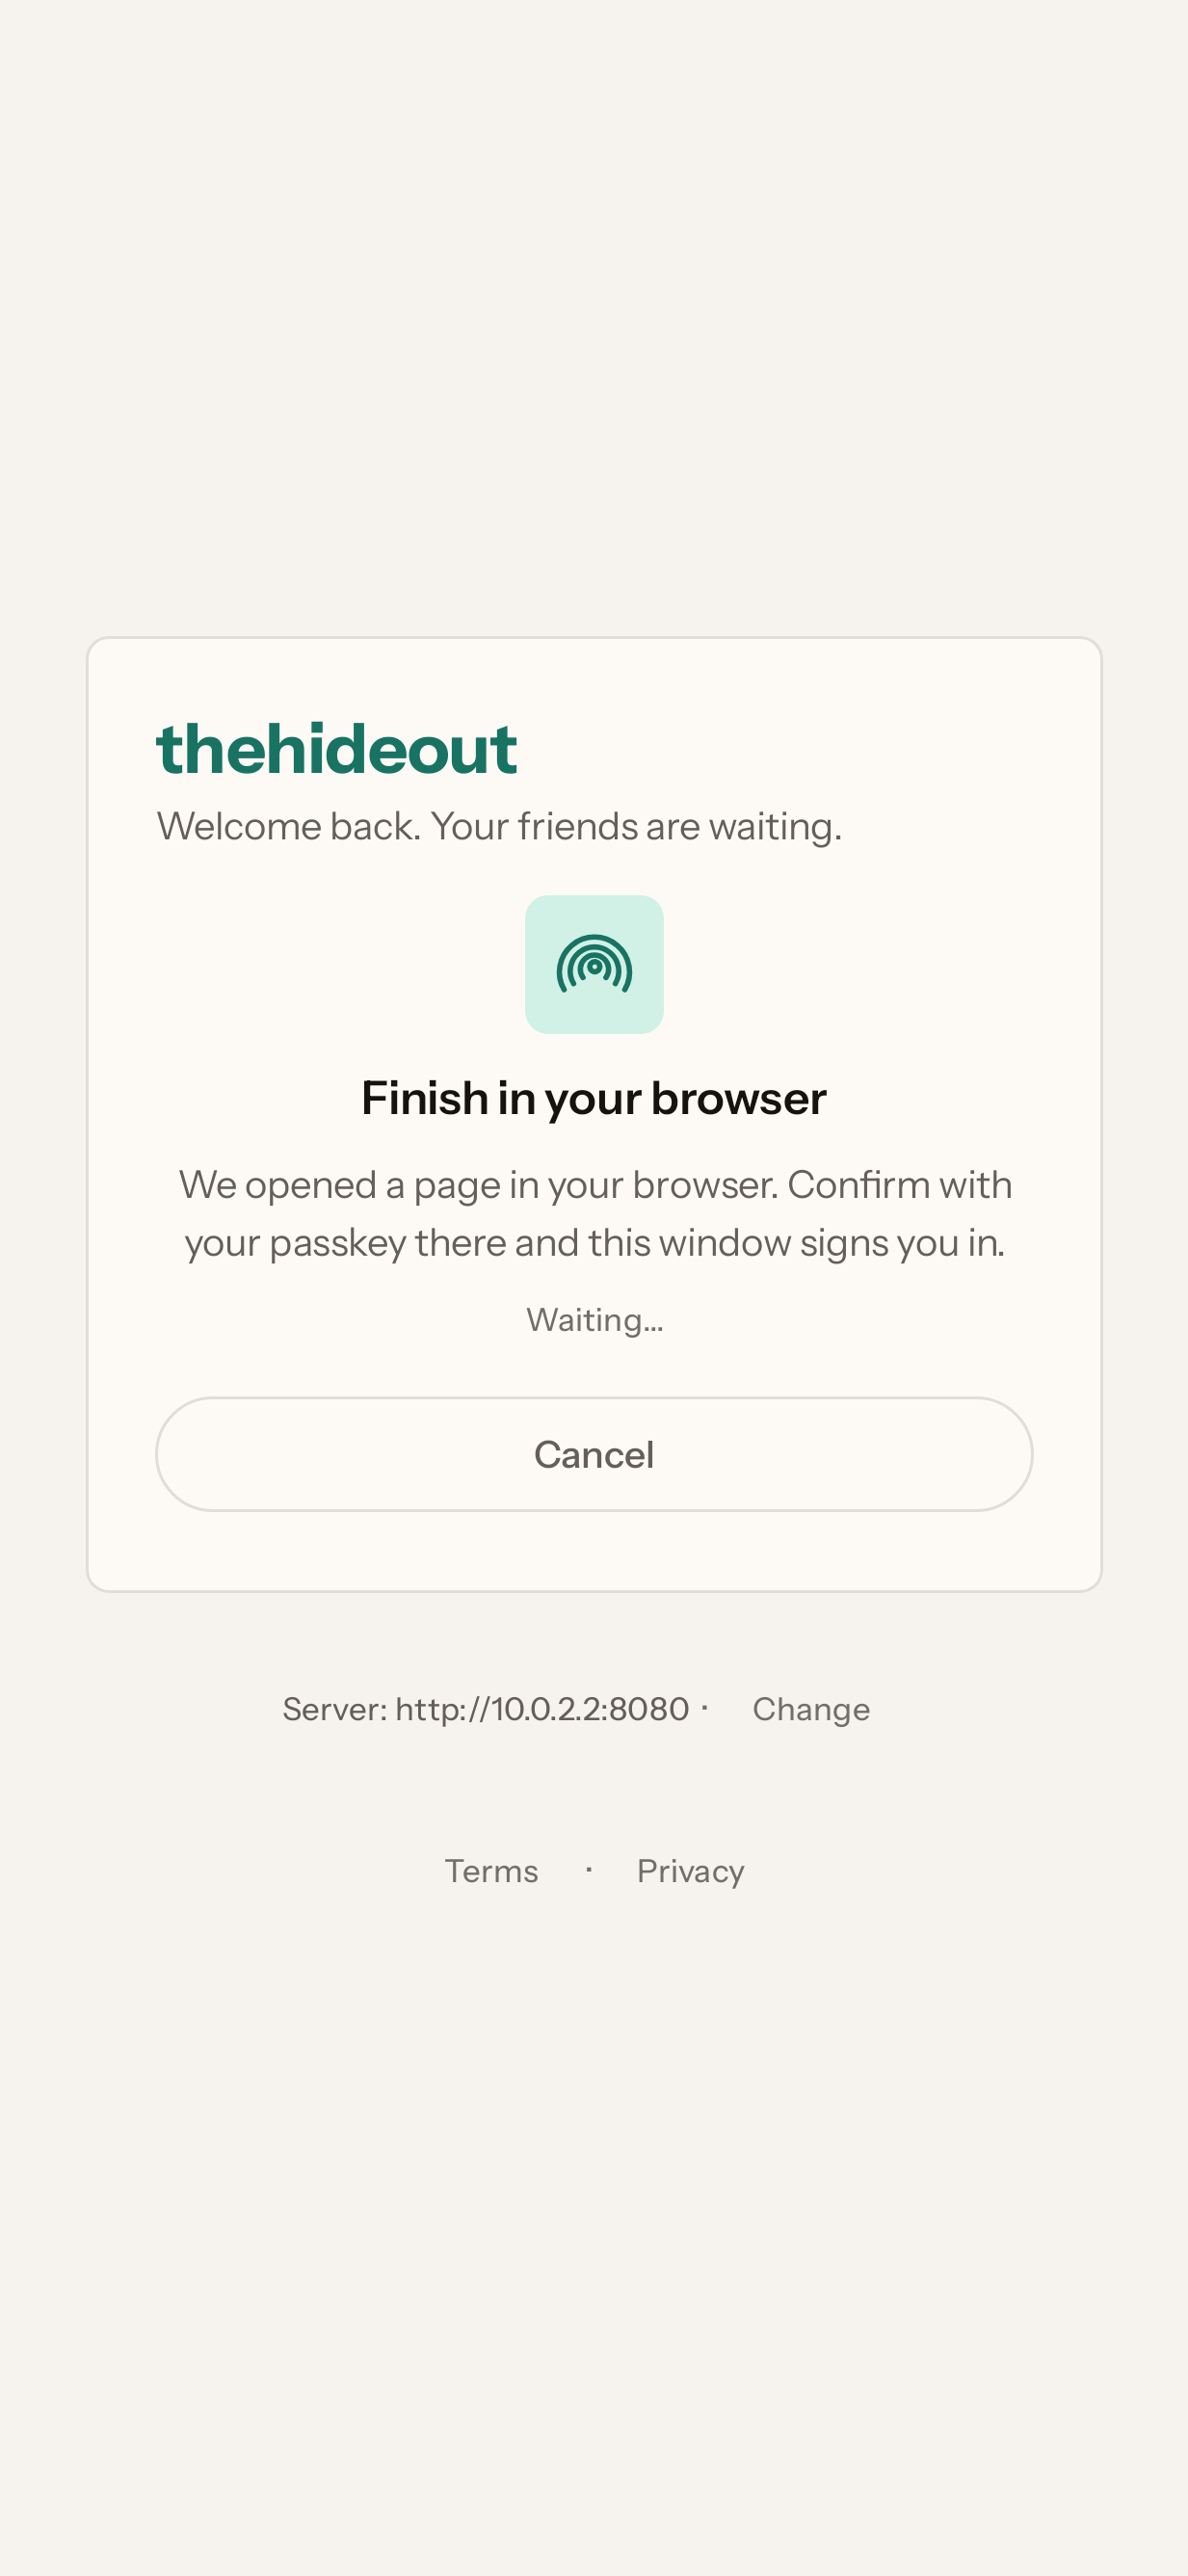 thehideout
Welcome back. Your friends are waiting.
Finish in your browser
We opened a page in your browser. Confirm with
your passkey there and this window signs you in.
Waiting...
Cancel
Server: http://10.0.2.2:8080 · Change
Terms · Privacy